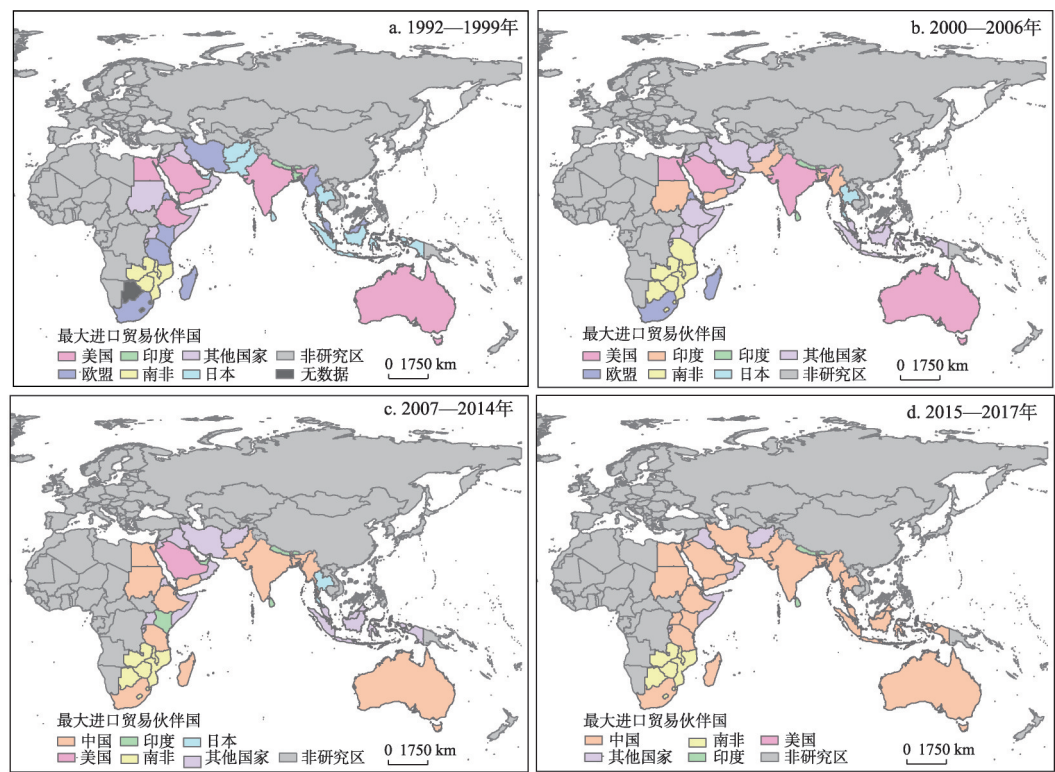 a. 1992—1999年
最大进口贸易伙伴国
美国 印度 其他国家 非研究区
欧盟 南非 日本 无数据
0 1750 km
b. 2000—2006年
最大进口贸易伙伴国
美国 印度 印度 其他国家
欧盟 南非 日本 非研究区
0 1750 km
c. 2007—2014年
最大进口贸易伙伴国
中国 印度 日本
美国 南非 其他国家 非研究区
0 1750 km
d. 2015—2017年
最大进口贸易伙伴国
中国 南非 美国
其他国家 印度 非研究区
0 1750 km